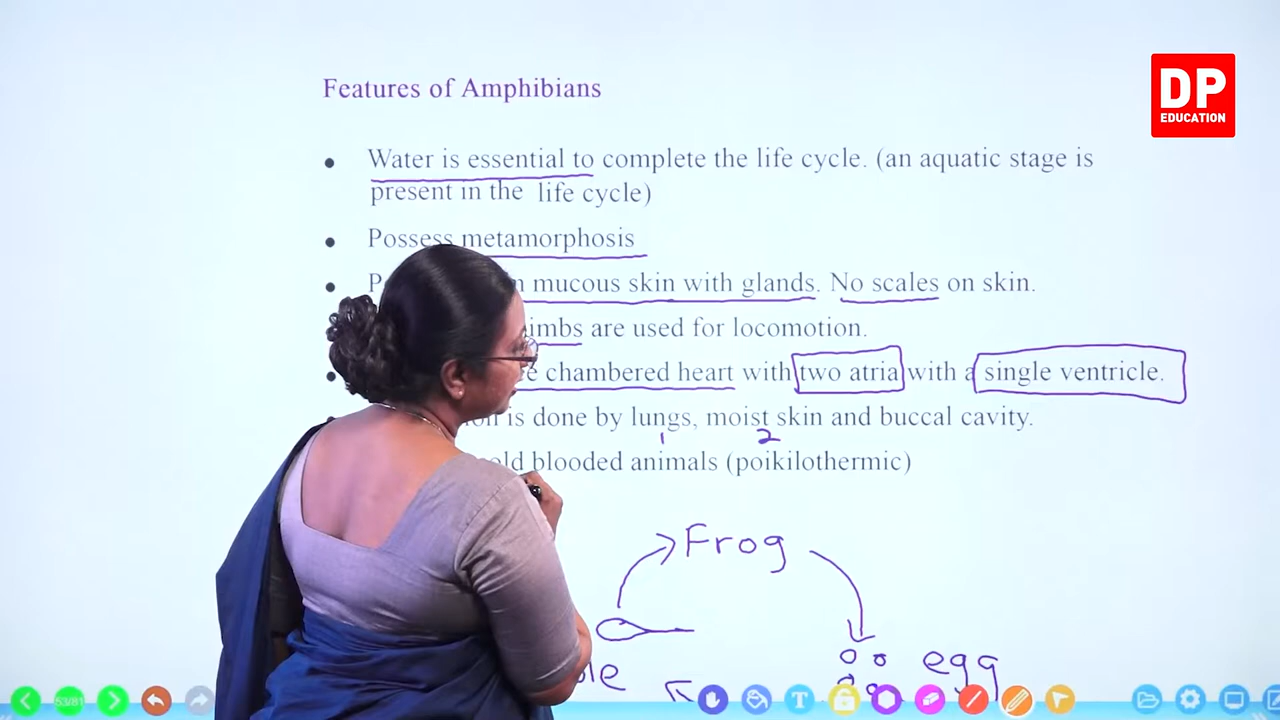 Features of Amphibians
DP
EDUCATION
Water is essential to complete the life cycle. (an aquatic stage is
present in the life cycle)
Possess metamorphosis
mucous skin with glands. No scales on skin.
are used for locomotion.
chambered heart with two atria with a single ventricle.
is done by lungs, moist skin and buccal cavity.
1 2
blooded animals (poikilothermic)
Frog
egg
53/81